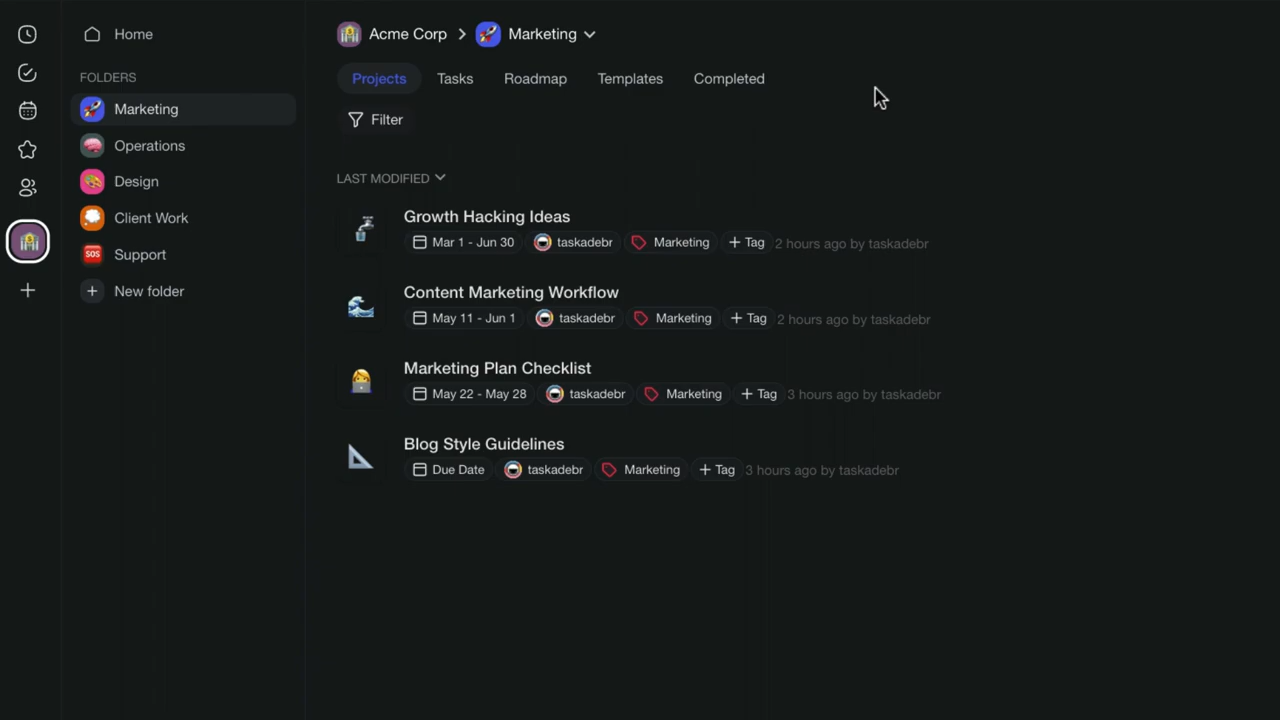 Home
FOLDERS
Marketing
Operations
Design
Client Work
SOS Support
+ New folder
Acme Corp > Marketing
Projects Tasks Roadmap Templates Completed
Filter
LAST MODIFIED
Growth Hacking Ideas
Mar 1 - Jun 30 taskadebr Marketing + Tag 2 hours ago by taskadebr
Content Marketing Workflow
May 11 - Jun 1 taskadebr Marketing + Tag 2 hours ago by taskadebr
Marketing Plan Checklist
May 22 - May 28 taskadebr Marketing + Tag 3 hours ago by taskadebr
Blog Style Guidelines
Due Date taskadebr Marketing + Tag 3 hours ago by taskadebr